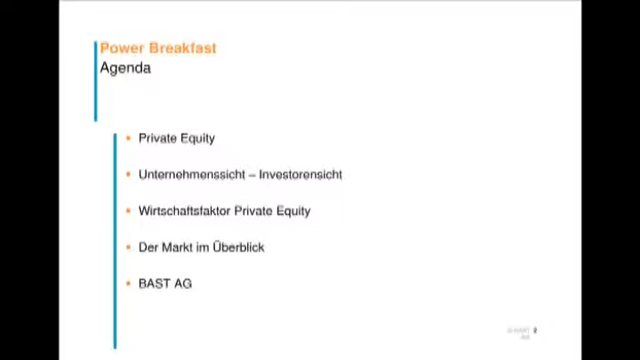 Power Breakfast
Agenda
Private Equity
Unternehmenssicht – Investorensicht
Wirtschaftsfaktor Private Equity
Der Markt im Überblick
BAST AG
2